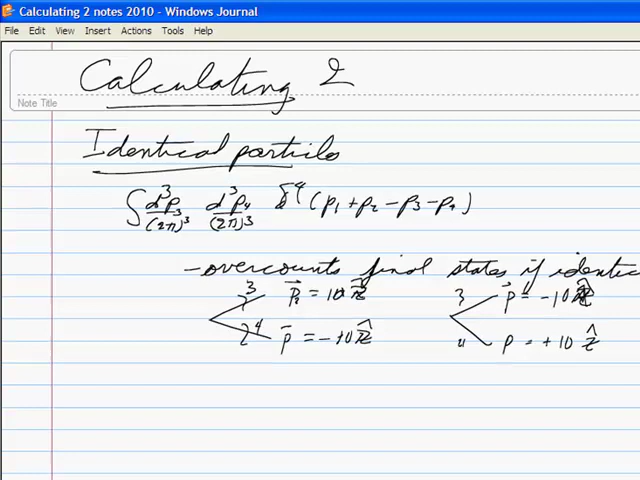 Calculating 2 notes 2010 - Windows Journal
File Edit View Insert Actions Tools Help
Calculating 2
Note Title
Identical particles
∫ d³p₃/(2π)³ d³p₄/(2π)³ δ⁴(p₁+p₂-p₃-p₄)
- overcounts final states if identic
3 p⃗ = 10 ẑ 3 p⃗ = -10 ẑ
4 p⃗ = -10 ẑ 4 p = +10 ẑ